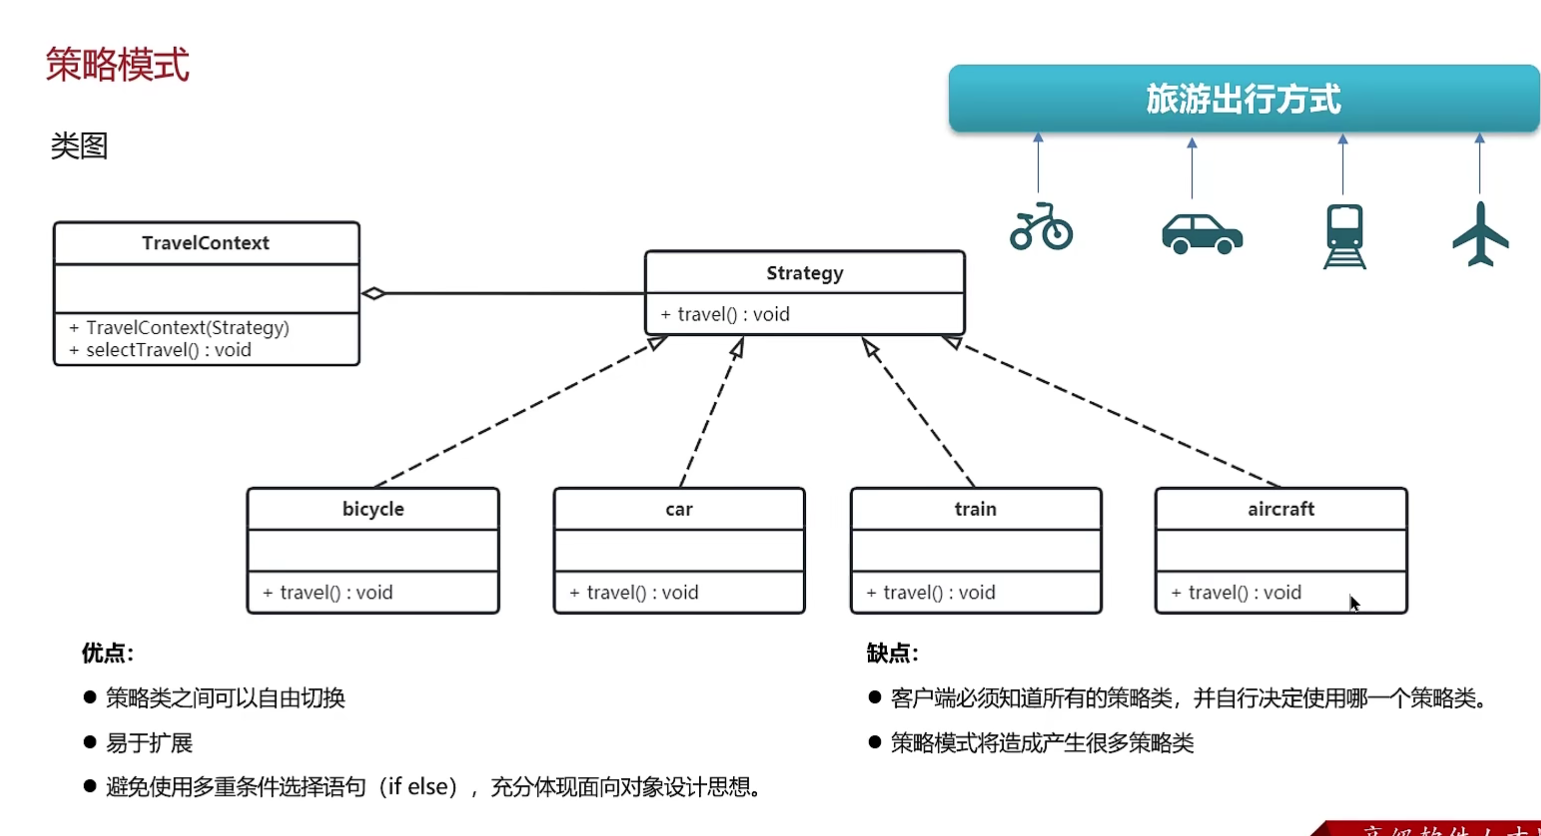 策略模式
旅游出行方式
类图
TravelContext
+ TravelContext(Strategy)
+ selectTravel() : void
Strategy
+ travel() : void
bicycle
+ travel() : void
car
+ travel() : void
train
+ travel() : void
aircraft
+ travel() : void
优点：
● 策略类之间可以自由切换
● 易于扩展
● 避免使用多重条件选择语句（if else），充分体现面向对象设计思想。
缺点：
● 客户端必须知道所有的策略类，并自行决定使用哪一个策略类。
● 策略模式将造成产生很多策略类